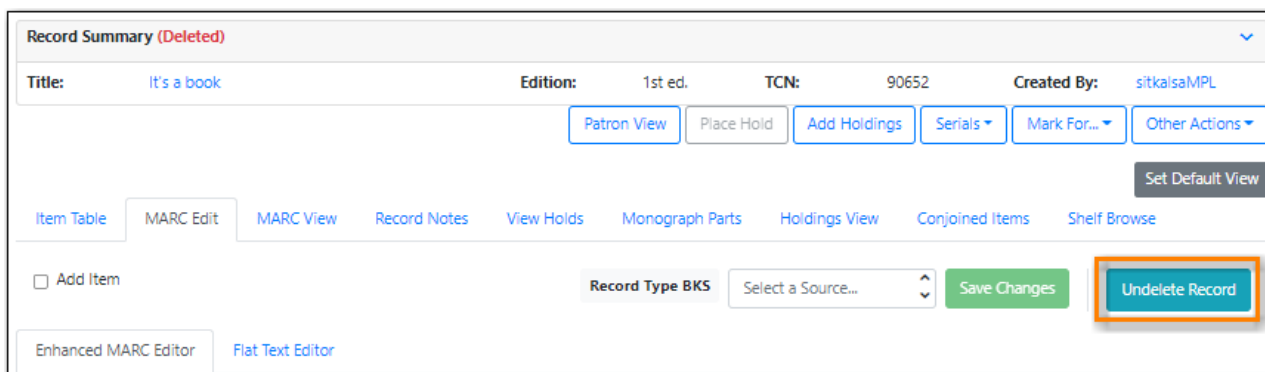 Record Summary (Deleted)
Title: It's a book Edition: 1st ed. TCN: 90652 Created By: sitkalsaMPL
Patron View Place Hold Add Holdings Serials Mark For... Other Actions
Set Default View
Item Table MARC Edit MARC View Record Notes View Holds Monograph Parts Holdings View Conjoined Items Shelf Browse
Add Item Record Type BKS Select a Source... Save Changes Undelete Record
Enhanced MARC Editor Flat Text Editor